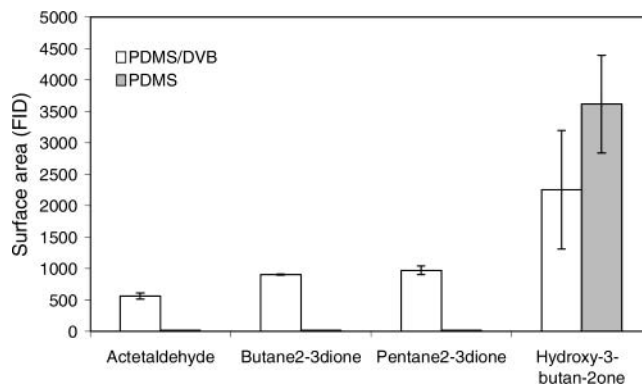 Surface area (FID)
5000
4500
4000
3500
3000
2500
2000
1500
1000
500
0
PDMS/DVB
PDMS
Actetaldehyde
Butane2-3dione
Pentane2-3dione
Hydroxy-3-
butan-2one